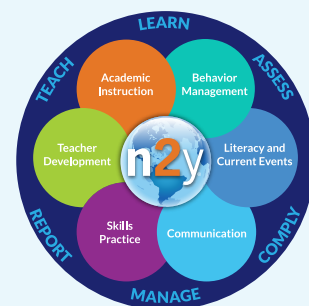 LEARN
TEACH
ASSESS
Academic
Instruction
Behavior
Management
Teacher
Development
n2y
Literacy and
Current Events
Skills
Practice
Communication
REPORT
COMPLY
MANAGE